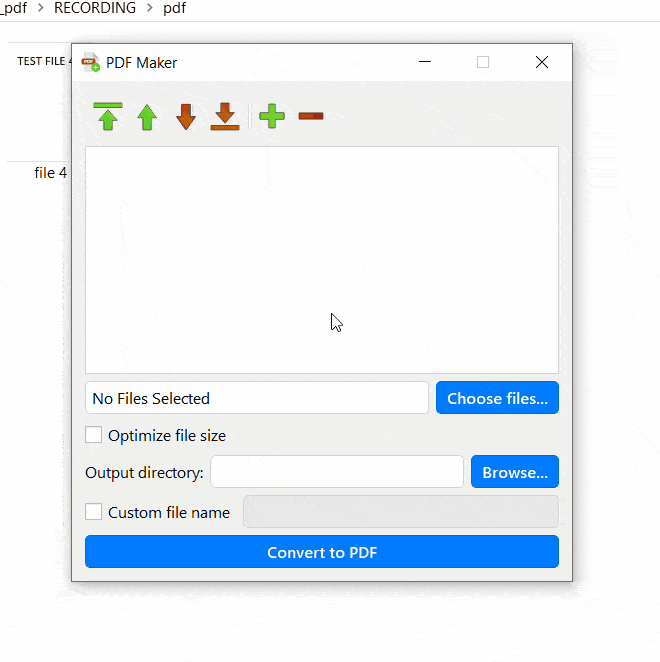 _pdf > RECORDING > pdf
TEST FILE 4
file 4
PDF Maker
No Files Selected
Choose files...
Optimize file size
Output directory:
Browse...
Custom file name
Convert to PDF